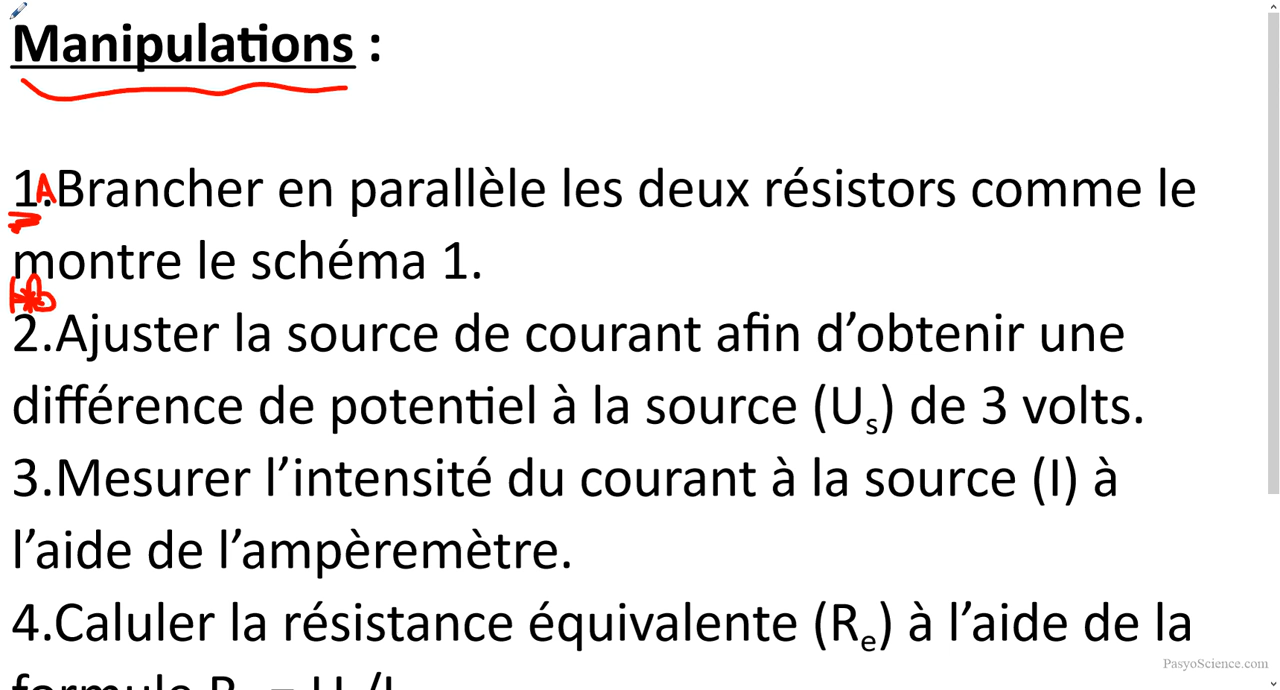 Manipulations :
1.Brancher en parallèle les deux résistors comme le
A
montre le schéma 1.
2.Ajuster la source de courant afin d’obtenir une
différence de potentiel à la source (Us) de 3 volts.
3.Mesurer l’intensité du courant à la source (I) à
l’aide de l’ampèremètre.
4.Caluler la résistance équivalente (Re) à l’aide de la
PasyoScience.com